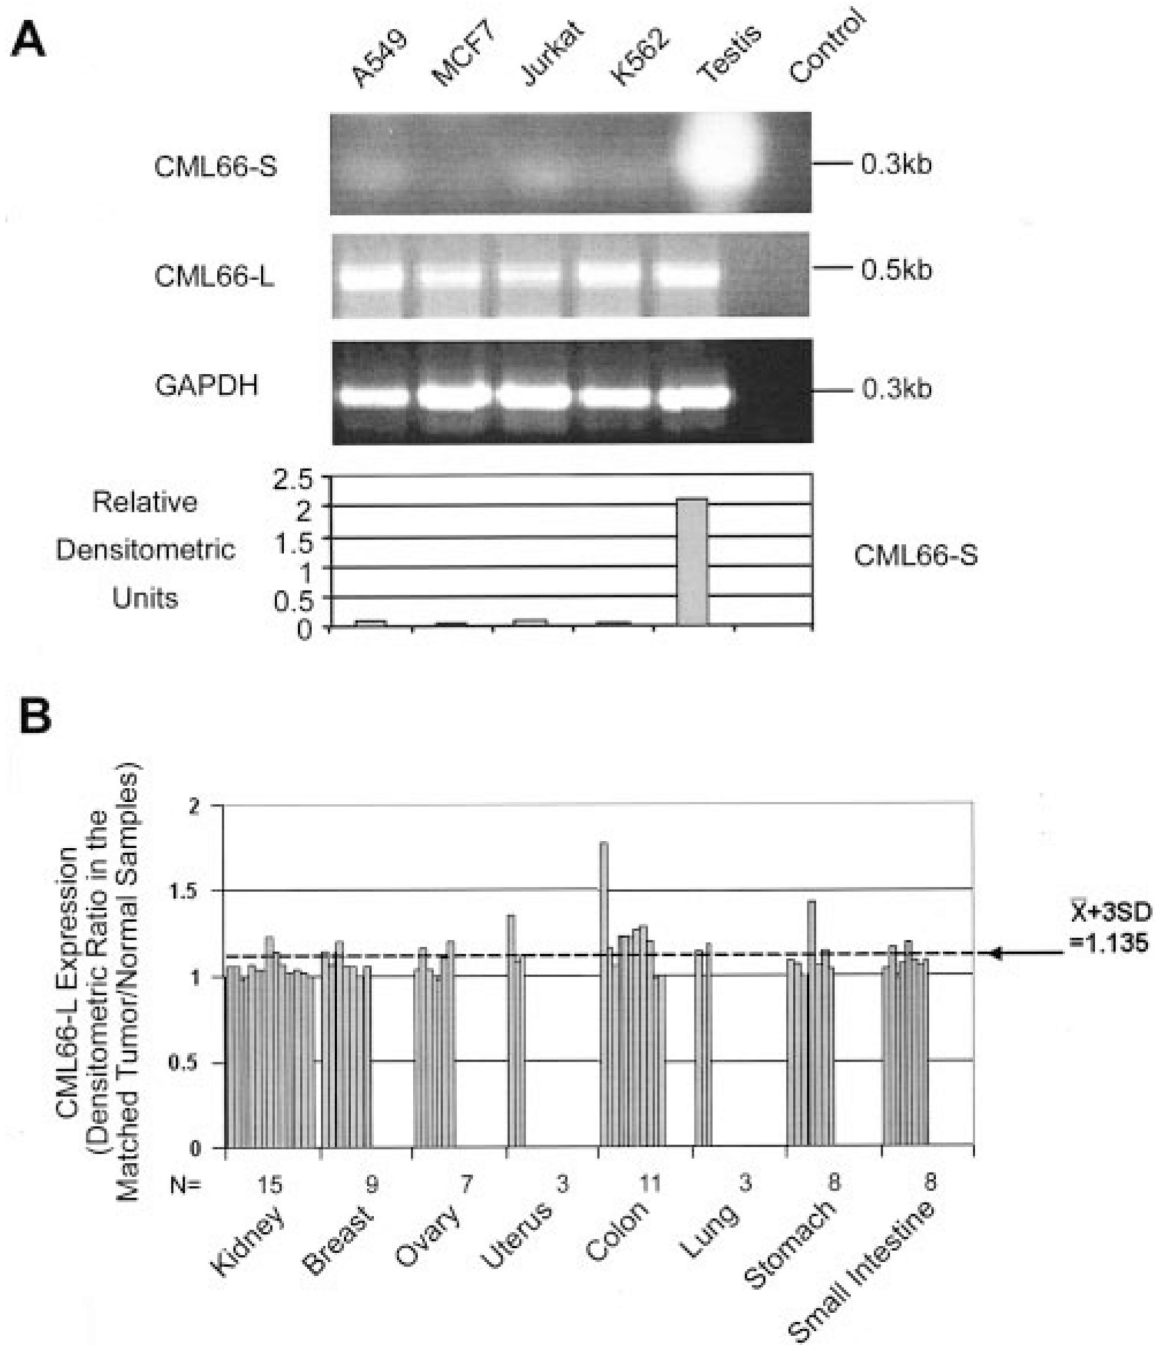 A
A549 MCF7 Jurkat K562 Testis Control
CML66-S 0.3kb
CML66-L 0.5kb
GAPDH 0.3kb
Relative
Densitometric
Units
2.5
2
1.5
1
0.5
0
CML66-S
B
CML66-L Expression
(Densitometric Ratio in the
Matched Tumor/Normal Samples)
2
1.5
1
0.5
0
X̅+3SD
=1.135
N= 15 9 7 3 11 3 8 8
Kidney Breast Ovary Uterus Colon Lung Stomach Small Intestine